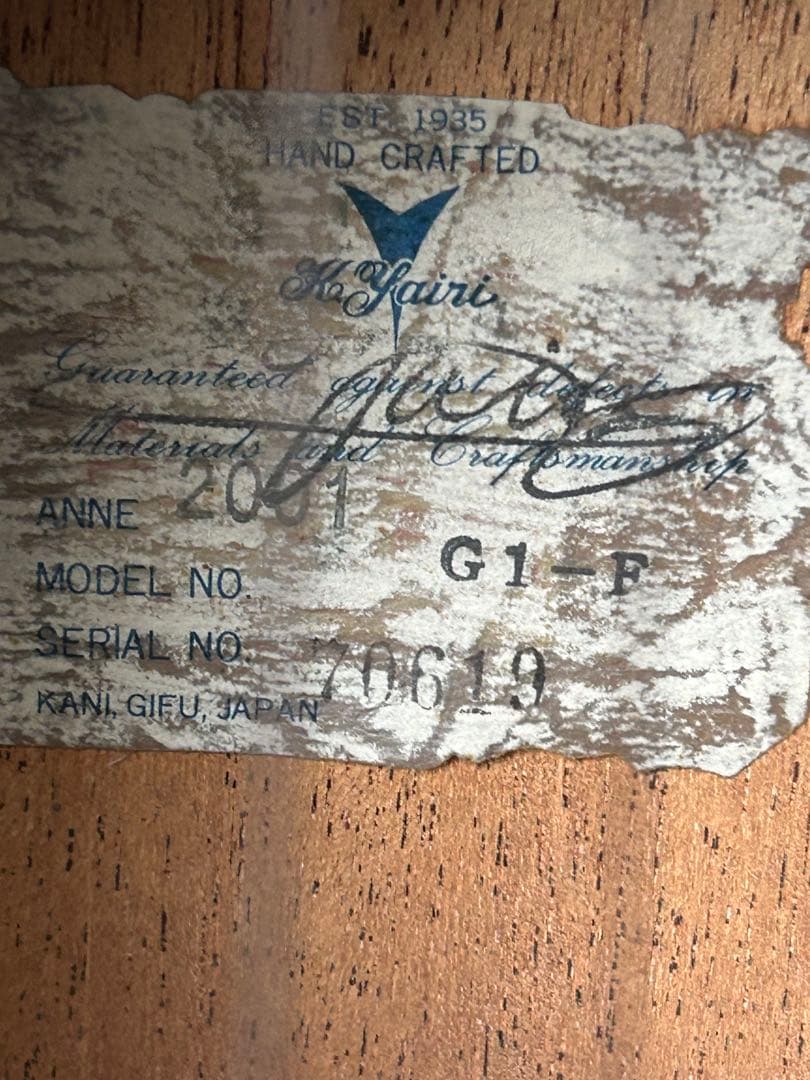 EST. 1935
HAND CRAFTED
K. Yairi
Guaranteed against defects in
Materials and Craftsmanship
ANNE 2001
MODEL NO. G1-F
SERIAL NO. 70619
KANI, GIFU, JAPAN